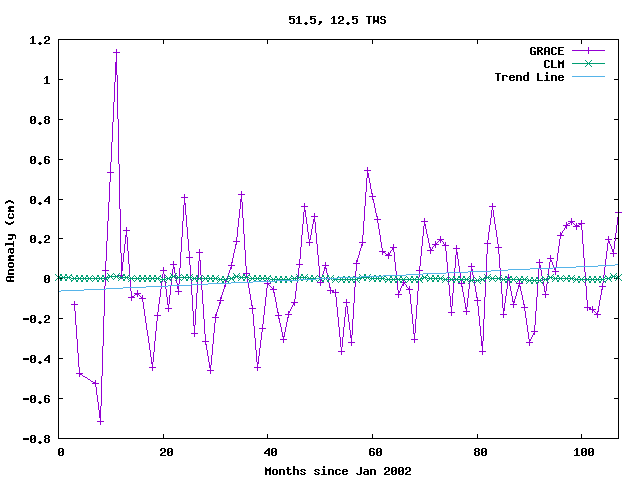 51.5, 12.5 TWS
GRACE
CLM
Trend Line
1.2
1
0.8
0.6
0.4
0.2
0
-0.2
-0.4
-0.6
-0.8
Anomaly (cm)
0 20 40 60 80 100
Months since Jan 2002